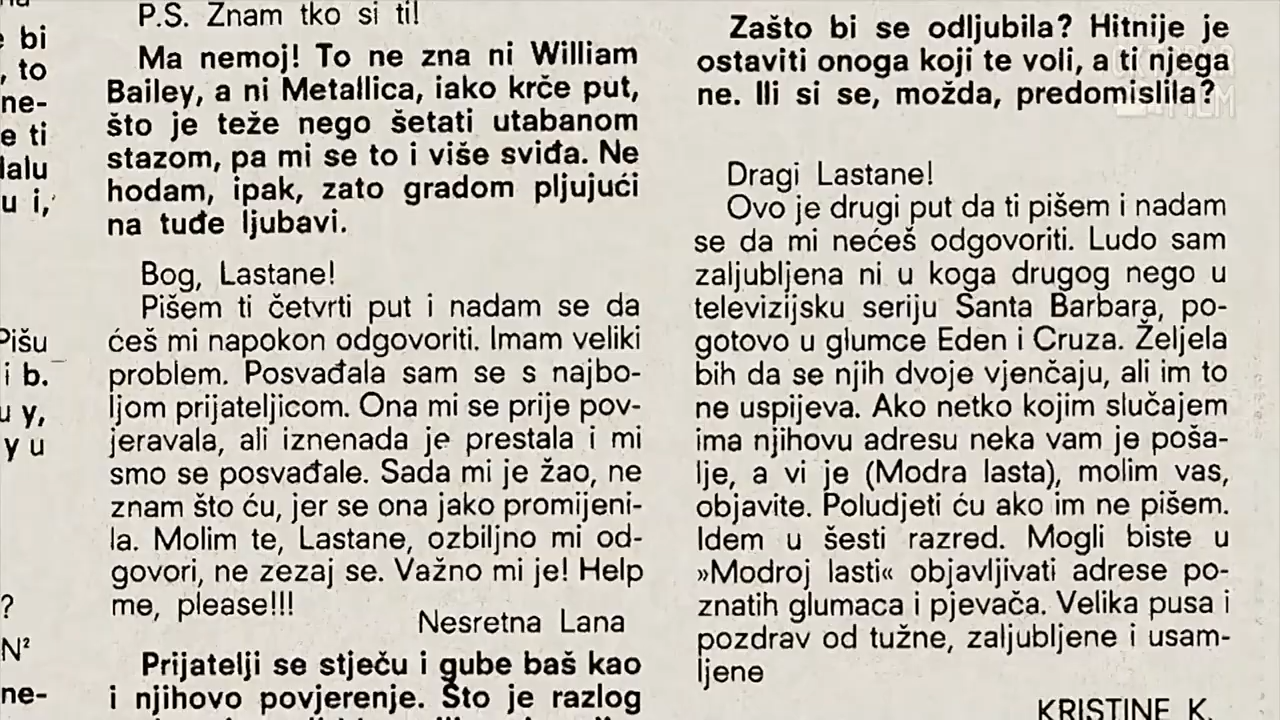 bi
, to
ne-
e ti
lalu
u i,
Pišu
i b.
u y,
y u
?
N²
ne-
P.S. Znam tko si ti!
Ma nemoj! To ne zna ni William
Bailey, a ni Metallica, iako krče put,
što je teže nego šetati utabanom
stazom, pa mi se to i više sviđa. Ne
hodam, ipak, zato gradom pljujući
na tuđe ljubavi.
Bog, Lastane!
Pišem ti četvrti put i nadam se da
ćeš mi napokon odgovoriti. Imam veliki
problem. Posvađala sam se s najbo-
ljom prijateljicom. Ona mi se prije pov-
jeravala, ali iznenada je prestala i mi
smo se posvađale. Sada mi je žao, ne
znam što ću, jer se ona jako promijeni-
la. Molim te, Lastane, ozbiljno mi od-
govori, ne zezaj se. Važno mi je! Help
me, please!!!
Nesretna Lana
Prijatelji se stječu i gube baš kao
i njihovo povjerenje. Što je razlog
Zašto bi se odljubila? Hitnije je
ostaviti onoga koji te voli, a ti njega
ne. Ili si se, možda, predomislila?
Dragi Lastane!
Ovo je drugi put da ti pišem i nadam
se da mi nećeš odgovoriti. Ludo sam
zaljubljena ni u koga drugog nego u
televizijsku seriju Santa Barbara, po-
gotovo u glumce Eden i Cruza. Željela
bih da se njih dvoje vjenčaju, ali im to
ne uspijeva. Ako netko kojim slučajem
ima njihovu adresu neka vam je poša-
lje, a vi je (Modra lasta), molim vas,
objavite. Poludjeti ću ako im ne pišem.
Idem u šesti razred. Mogli biste u
»Modroj lasti« objavljivati adrese po-
znatih glumaca i pjevača. Velika pusa i
pozdrav od tužne, zaljubljene i usam-
ljene
KRISTINE K.